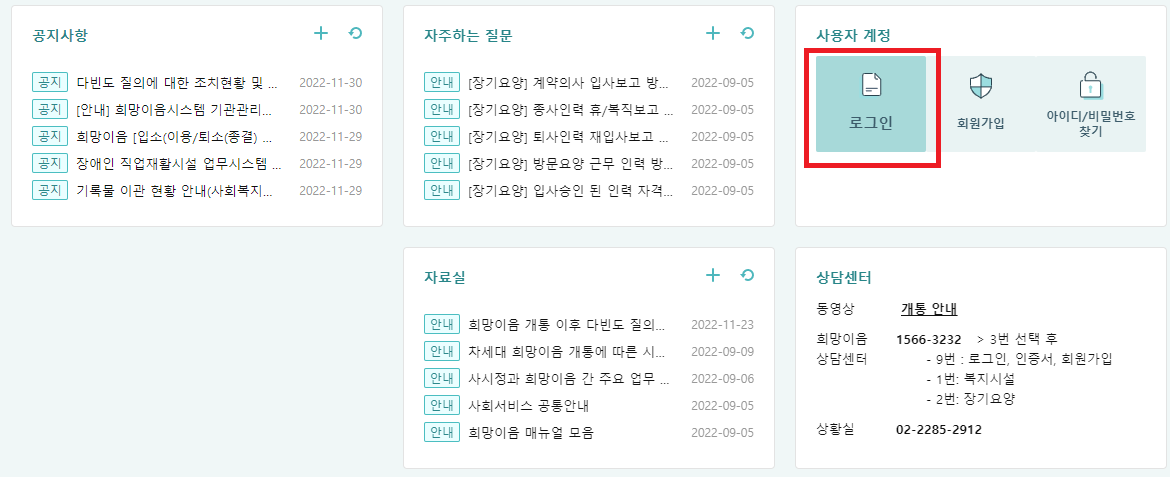 공지사항
공지 다빈도 질의에 대한 조치현황 및 ... 2022-11-30
공지 [안내] 희망이음시스템 기관관리... 2022-11-30
공지 희망이음 [입소(이용/퇴소(종결) ... 2022-11-29
공지 장애인 직업재활시설 업무시스템 ... 2022-11-29
공지 기록물 이관 현황 안내(사회복지... 2022-11-29
자주하는 질문
안내 [장기요양] 계약의사 입사보고 방... 2022-09-05
안내 [장기요양] 종사인력 휴/복직보고 ... 2022-09-05
안내 [장기요양] 퇴사인력 재입사보고 ... 2022-09-05
안내 [장기요양] 방문요양 근무 인력 방... 2022-09-05
안내 [장기요양] 입사승인 된 인력 자격... 2022-09-05
사용자 계정
로그인
회원가입
아이디/비밀번호
찾기
자료실
안내 희망이음 개통 이후 다빈도 질의... 2022-11-23
안내 차세대 희망이음 개통에 따른 시... 2022-09-09
안내 사시정과 희망이음 간 주요 업무 ... 2022-09-06
안내 사회서비스 공통안내 2022-09-05
안내 희망이음 매뉴얼 모음 2022-09-05
상담센터
동영상 개통 안내
희망이음 1566-3232 > 3번 선택 후
상담센터 - 9번 : 로그인, 인증서, 회원가입
- 1번: 복지시설
- 2번: 장기요양
상황실 02-2285-2912